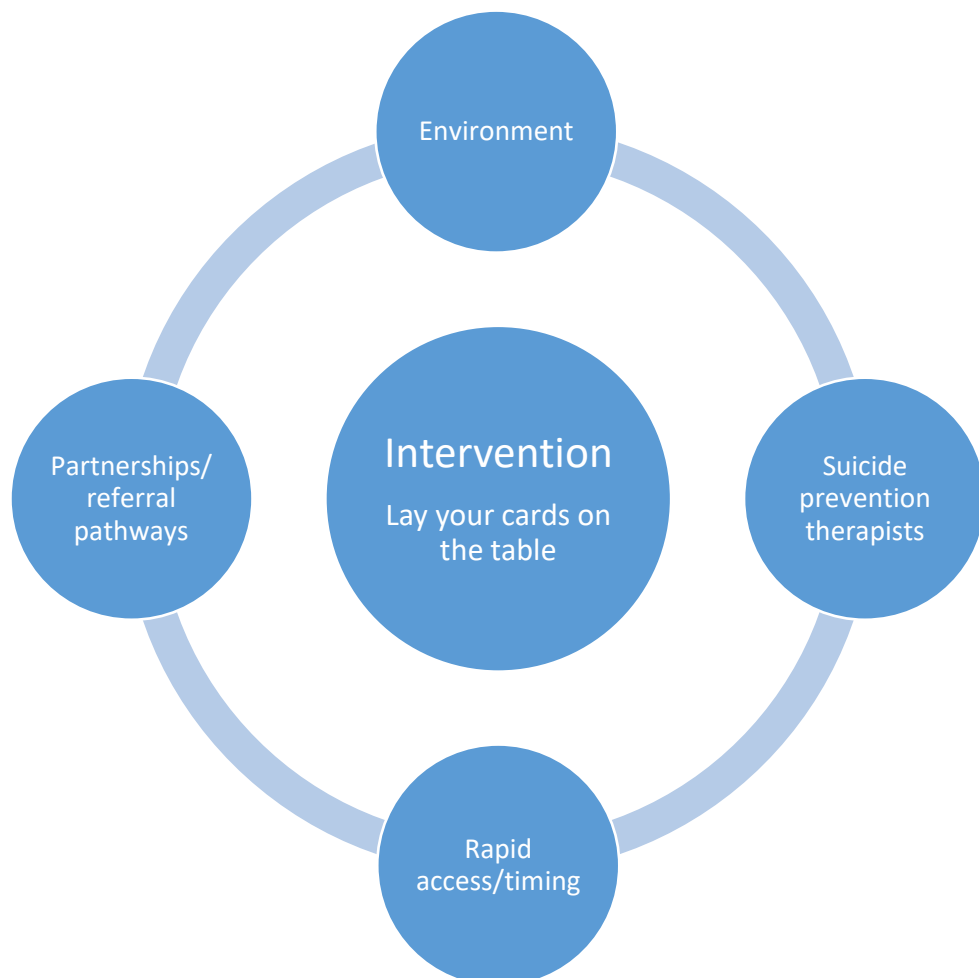 Environment
Partnerships/
referral
pathways
Intervention
Lay your cards on
the table
Suicide
prevention
therapists
Rapid
access/timing